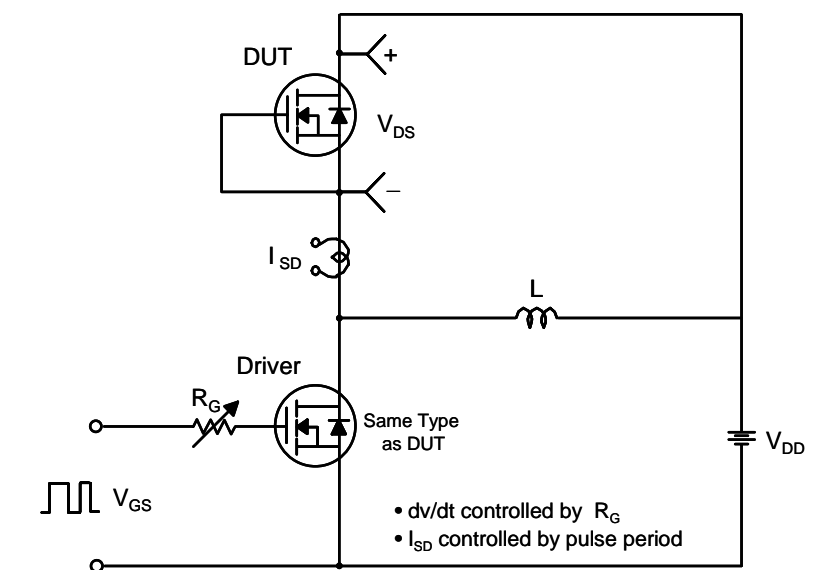 DUT
+
V_DS
–
I_SD
L
Driver
R_G
Same Type
as DUT
V_DD
V_GS
• dv/dt controlled by R_G
• I_SD controlled by pulse period